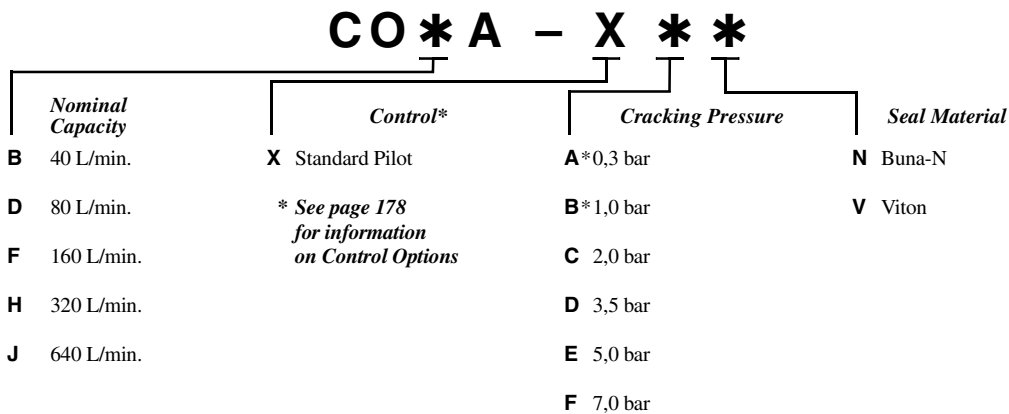 CO✱A – X✱✱
Nominal
Capacity
B 40 L/min.
D 80 L/min.
F 160 L/min.
H 320 L/min.
J 640 L/min.
Control*
X Standard Pilot
* See page 178
for information
on Control Options
Cracking Pressure
A*0,3 bar
B*1,0 bar
C 2,0 bar
D 3,5 bar
E 5,0 bar
F 7,0 bar
Seal Material
N Buna-N
V Viton